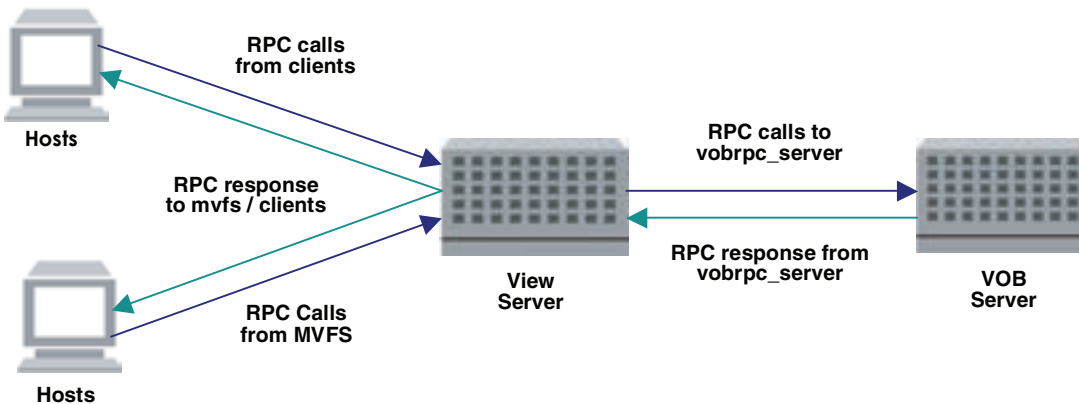 RPC calls
from clients
Hosts
RPC calls to
vobrpc_server
RPC response
to mvfs / clients
RPC response from
vobrpc_server
View
Server
VOB
Server
RPC Calls
from MVFS
Hosts